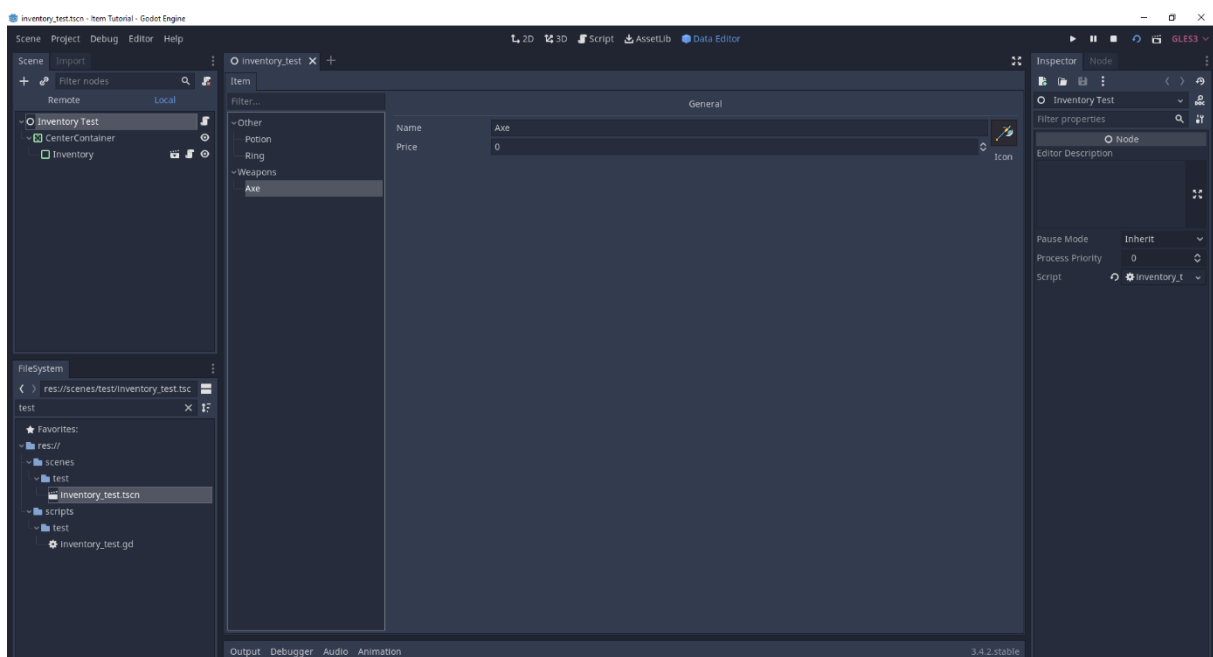 inventory_test.tscn - Item Tutorial - Godot Engine
Scene Project Debug Editor Help
2D 3D Script AssetLib Data Editor
GLES3
Scene Import
Filter nodes
Remote Local
Inventory Test
CenterContainer
Inventory
FileSystem
res://scenes/test/inventory_test.tsc
test
Favorites:
res://
scenes
test
inventory_test.tscn
scripts
test
inventory_test.gd
inventory_test
Item
Filter...
Other
Potion
Ring
Weapons
Axe
General
Name Axe
Price 0
Icon
Output Debugger Audio Animation
3.4.2.stable
Inspector Node
Inventory Test
DOC
Filter properties
Node
Editor Description
Pause Mode Inherit
Process Priority 0
Script inventory_t